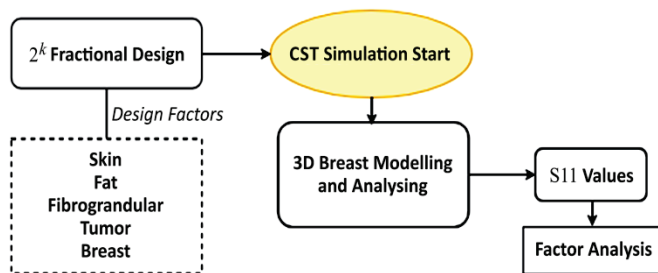 2^k Fractional Design
CST Simulation Start
Design Factors
Skin
Fat
Fibrograndular
Tumor
Breast
3D Breast Modelling
and Analysing
S11 Values
Factor Analysis